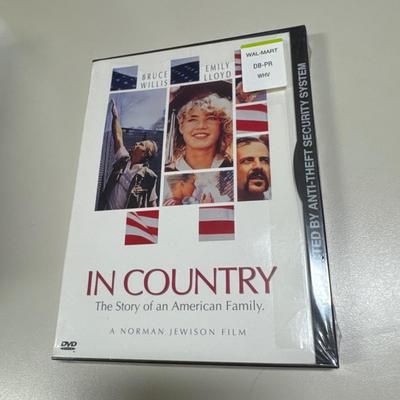 BRUCE
WILLIS
EMILY
LLOYD
WAL-MART
DB-PR
WHV
IN COUNTRY
The Story of an American Family.
A NORMAN JEWISON FILM
DVD
TED BY ANTI-THEFT SECURITY SYSTEM